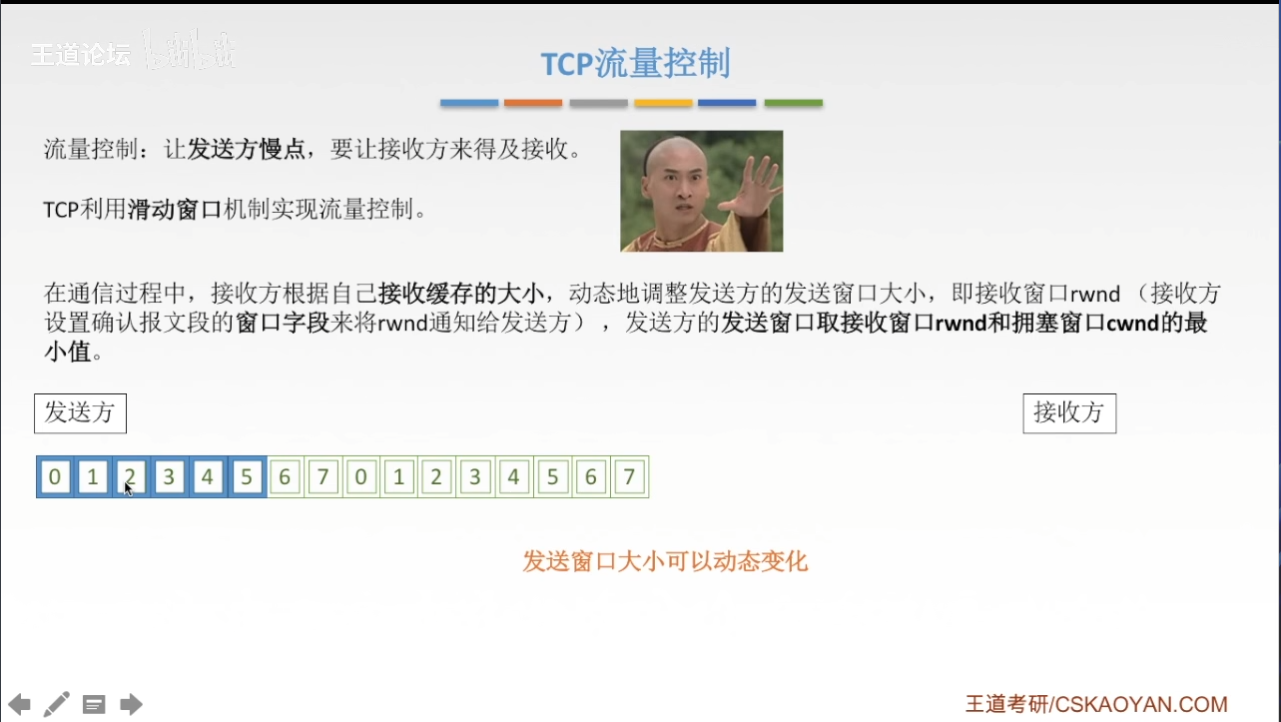 王道论坛 bilibili
TCP流量控制
流量控制：让发送方慢点，要让接收方来得及接收。
TCP利用滑动窗口机制实现流量控制。
在通信过程中，接收方根据自己接收缓存的大小，动态地调整发送方的发送窗口大小，即接收窗口rwnd（接收方
设置确认报文段的窗口字段来将rwnd通知给发送方），发送方的发送窗口取接收窗口rwnd和拥塞窗口cwnd的最
小值。
发送方 接收方
0 1 2 3 4 5 6 7 0 1 2 3 4 5 6 7
发送窗口大小可以动态变化
王道考研/CSKAOYAN.COM